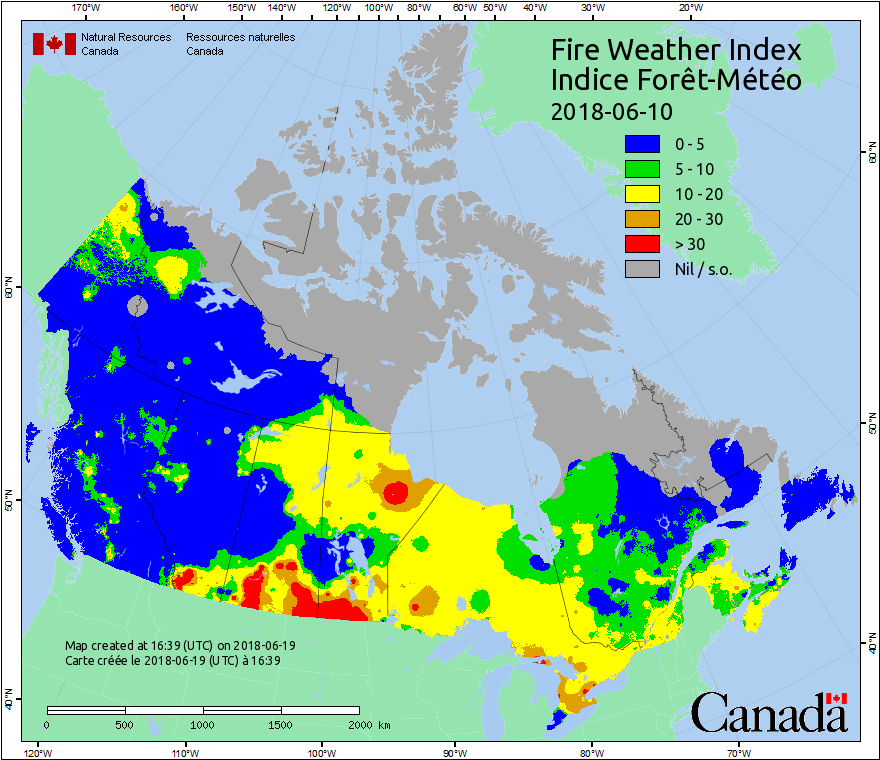 170°W 160°W 150°W 140°W 120°W 100°W 80°W 60°W 50°W 40°W 30°W 20°W
Natural Resources Ressources naturelles
Canada Canada
Fire Weather Index
Indice Forêt-Météo
2018-06-10
0 - 5
5 - 10
10 - 20
20 - 30
> 30
Nil / s.o.
60°N
60°N
50°N
50°N
40°N
40°N
Map created at 16:39 (UTC) on 2018-06-19
Carte créée le 2018-06-19 (UTC) à 16:39
0 500 1000 1500 2000 km
Canada
120°W 110°W 100°W 90°W 80°W 70°W